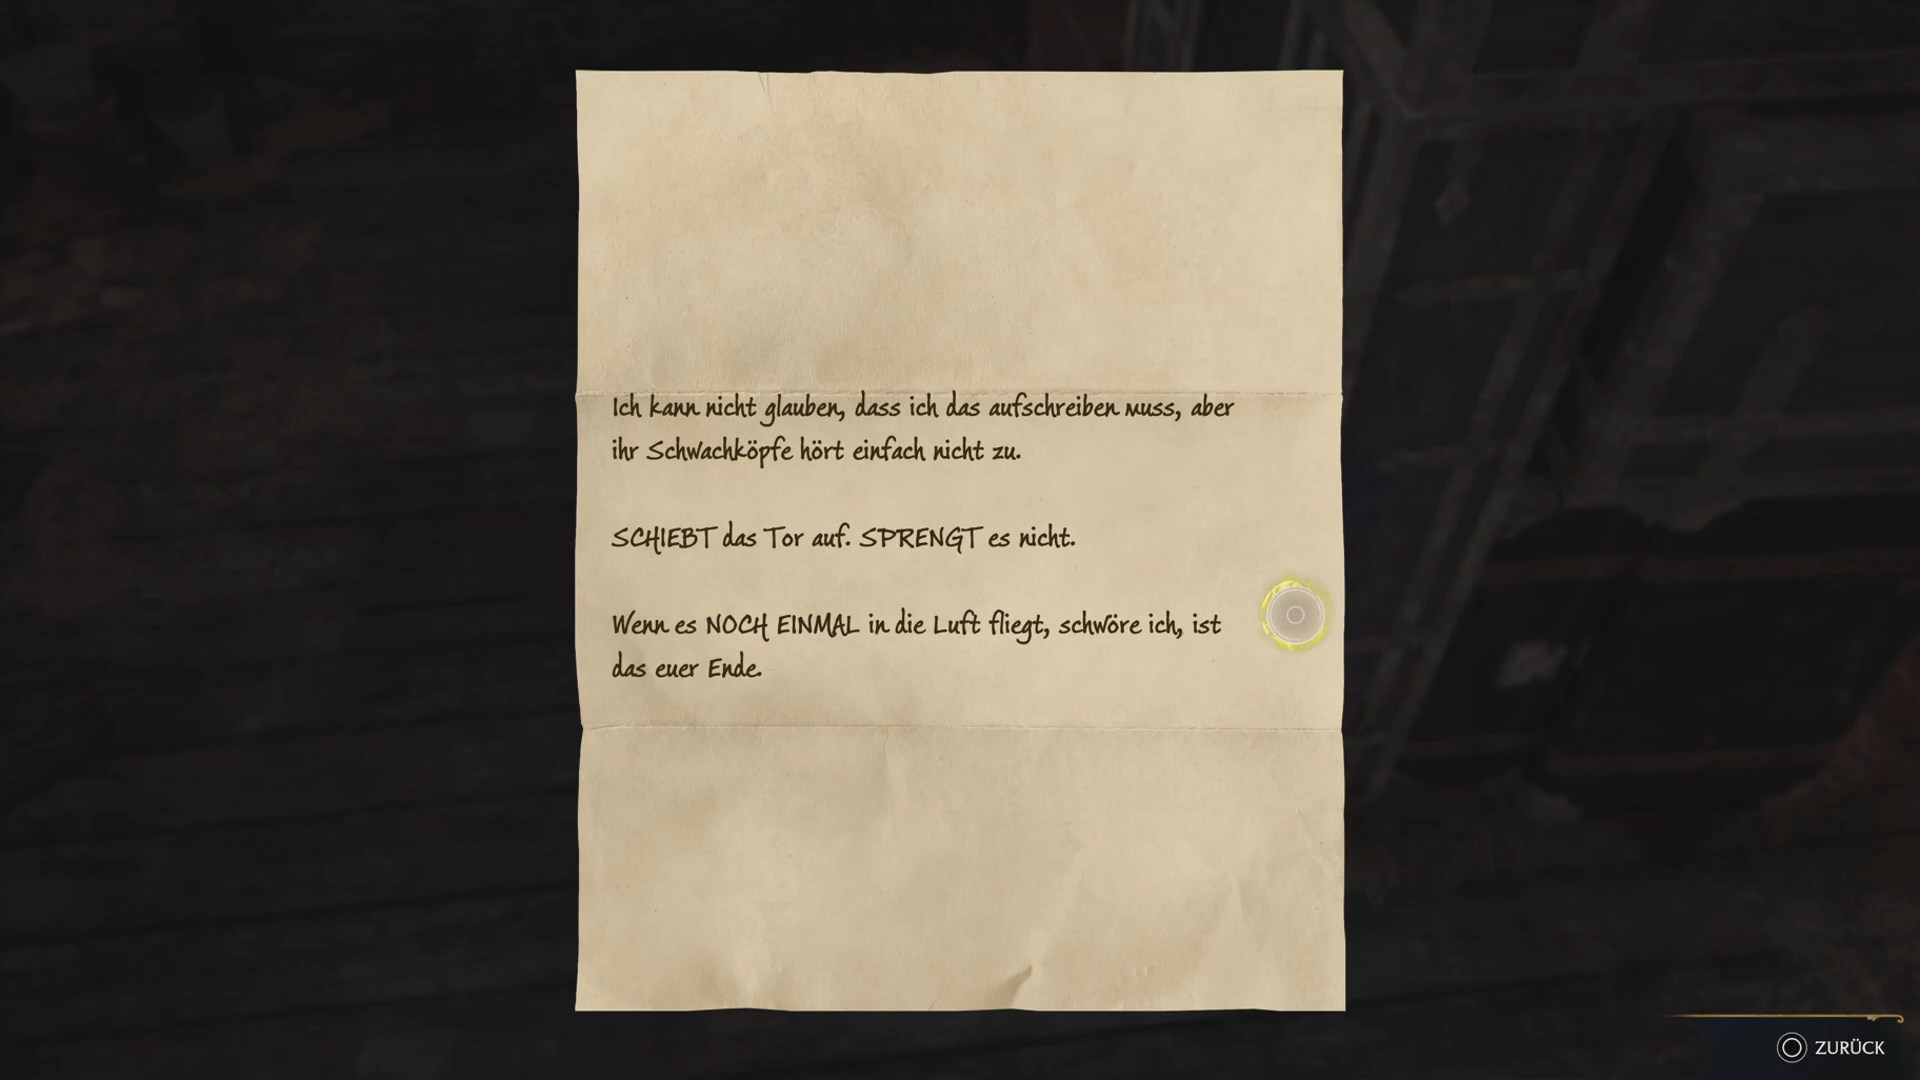 Ich kann nicht glauben, dass ich das aufschreiben muss, aber
ihr Schwachköpfe hört einfach nicht zu.
SCHIEBT das Tor auf. SPRENGT es nicht.
Wenn es NOCH EINMAL in die Luft fliegt, schwöre ich, ist
das euer Ende.
ZURÜCK